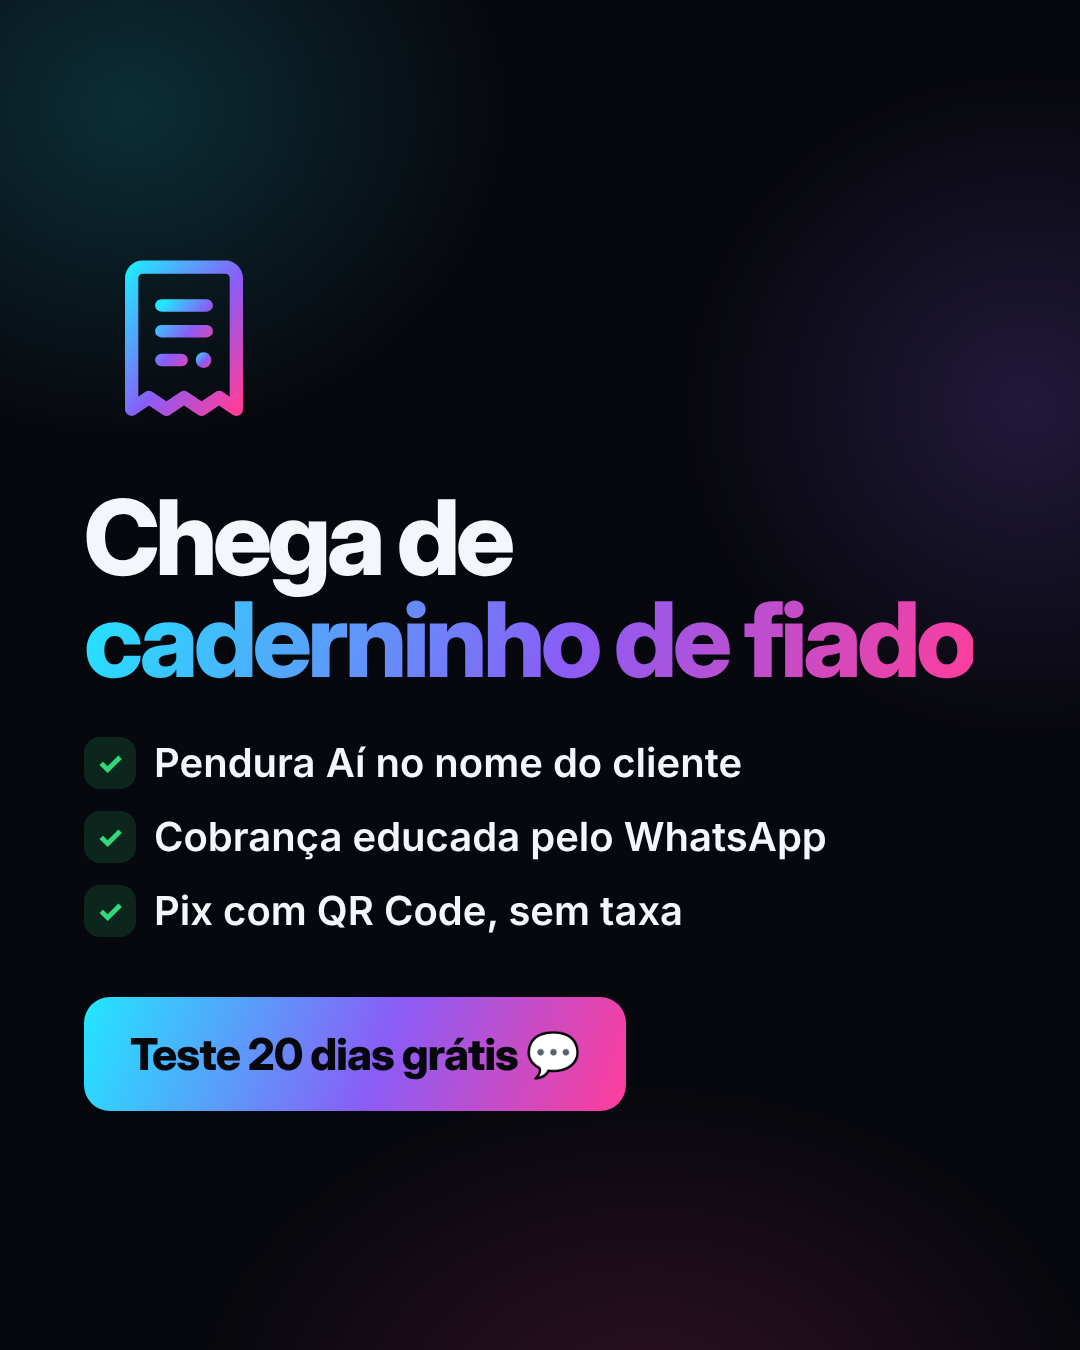 Chega de
caderninho de fiado
Pendura Aí no nome do cliente
Cobrança educada pelo WhatsApp
Pix com QR Code, sem taxa
Teste 20 dias grátis 💬